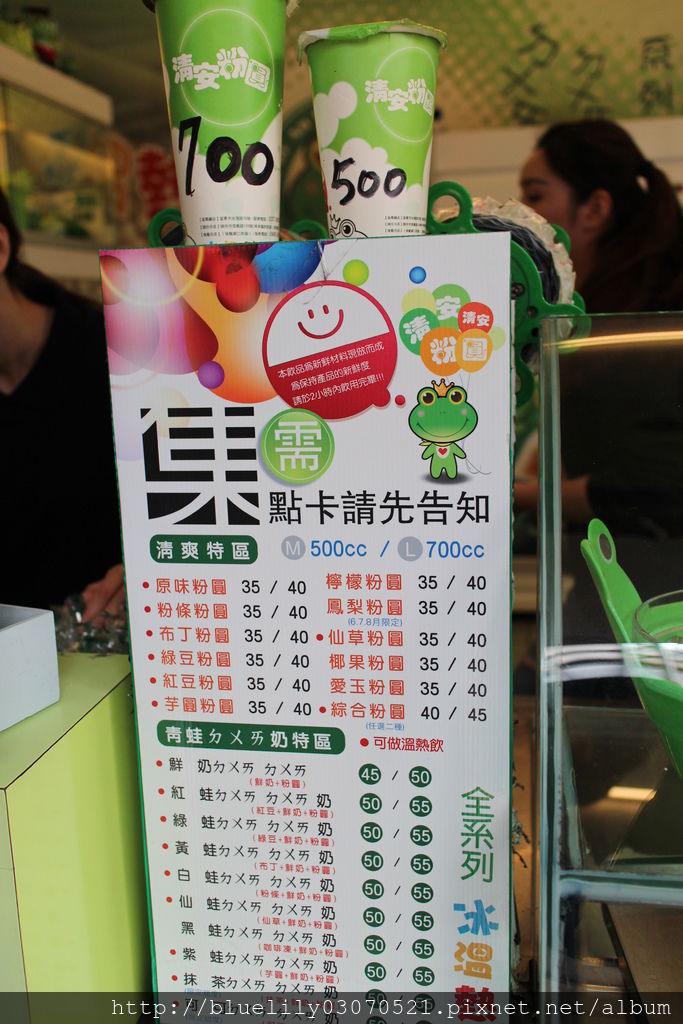 清安粉圓
清安粉圓
700
500
系列
ㄉㄨㄞ
ㄉㄨㄞ
本飲品為新鮮材料現做而成
為保持產品的新鮮度
請於2小時內飲用完畢!!!
清安
清安
粉圓
集需
點卡請先告知
清爽特區 M 500cc / L 700cc
原味粉圓 35 / 40 檸檬粉圓 35 / 40
粉條粉圓 35 / 40 鳳梨粉圓 35 / 40
(6.7.8月限定)
布丁粉圓 35 / 40 仙草粉圓 35 / 40
綠豆粉圓 35 / 40 椰果粉圓 35 / 40
紅豆粉圓 35 / 40 愛玉粉圓 35 / 40
芋圓粉圓 35 / 40 綜合粉圓 40 / 45
(任選二種)
青蛙ㄉㄨㄞ奶特區 可做溫熱飲
鮮 奶ㄉㄨㄞ ㄉㄨㄞ 45 / 50
(鮮奶+粉圓)
紅 蛙ㄉㄨㄞ ㄉㄨㄞ 奶 50 / 55
(紅豆+鮮奶+粉圓)
綠 蛙ㄉㄨㄞ ㄉㄨㄞ 奶 50 / 55
(綠豆+鮮奶+粉圓)
黃 蛙ㄉㄨㄞ ㄉㄨㄞ 奶 50 / 55
(布丁+鮮奶+粉圓)
白 蛙ㄉㄨㄞ ㄉㄨㄞ 奶 50 / 55
(粉條+鮮奶+粉圓)
仙 蛙ㄉㄨㄞ ㄉㄨㄞ 奶 50 / 55
(仙草+鮮奶+粉圓)
黑 蛙ㄉㄨㄞ ㄉㄨㄞ 奶 50 / 55
(咖啡凍+鮮奶+粉圓)
紫 蛙ㄉㄨㄞ ㄉㄨㄞ 奶 50 / 55
(芋圓+鮮奶+粉圓)
抹 茶ㄉㄨㄞ ㄉㄨㄞ 奶 50 / 55
全系列
冰溫熱
http://bluelily03070521.pixnet.net/album